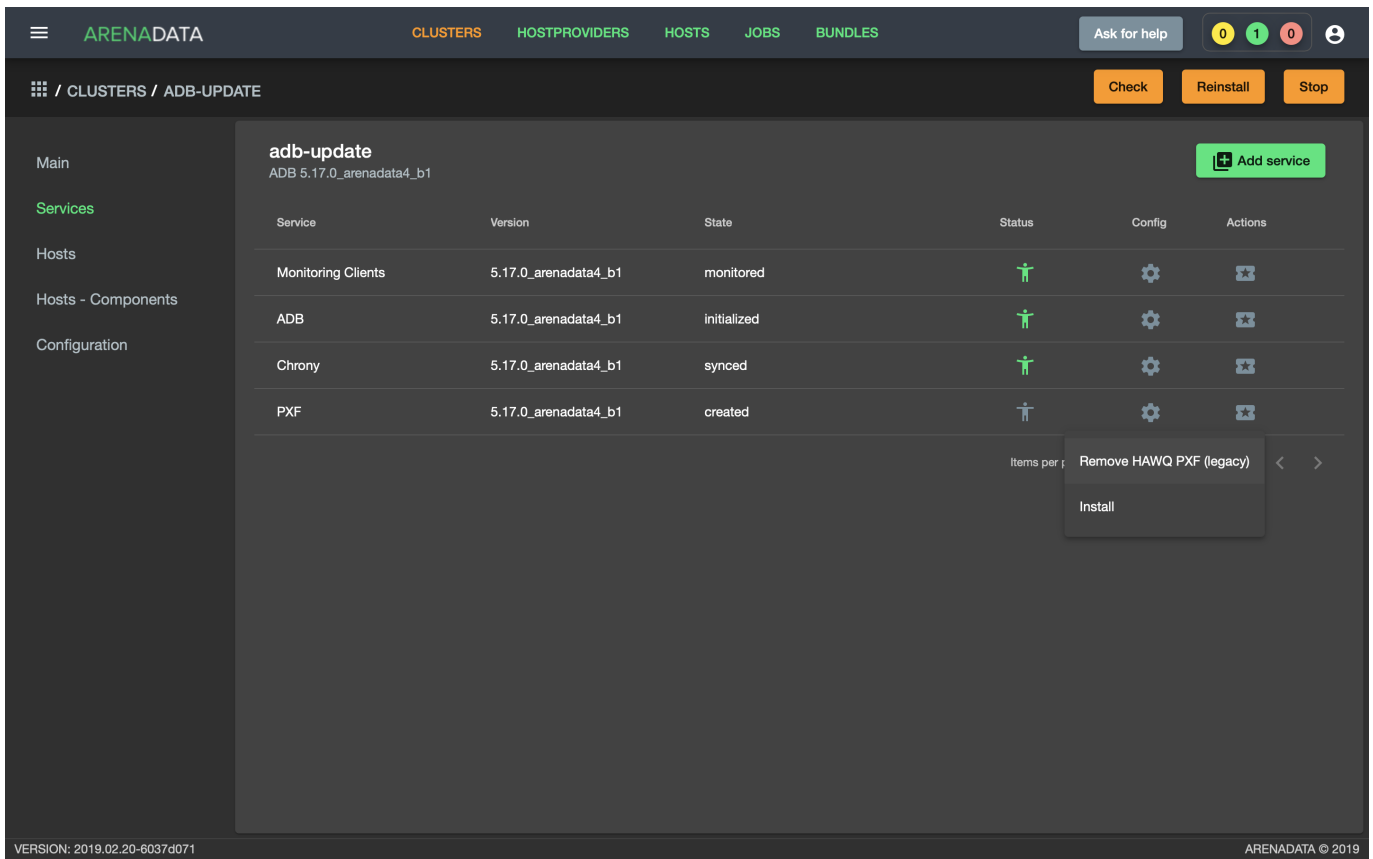 ARENADATA CLUSTERS HOSTPROVIDERS HOSTS JOBS BUNDLES Ask for help 0 1 0
/ CLUSTERS / ADB-UPDATE Check Reinstall Stop
Main
Services
Hosts
Hosts - Components
Configuration
adb-update
ADB 5.17.0_arenadata4_b1
Add service
Service Version State Status Config Actions
Monitoring Clients 5.17.0_arenadata4_b1 monitored
ADB 5.17.0_arenadata4_b1 initialized
Chrony 5.17.0_arenadata4_b1 synced
PXF 5.17.0_arenadata4_b1 created
Items per
Remove HAWQ PXF (legacy)
Install
VERSION: 2019.02.20-6037d071 ARENADATA © 2019